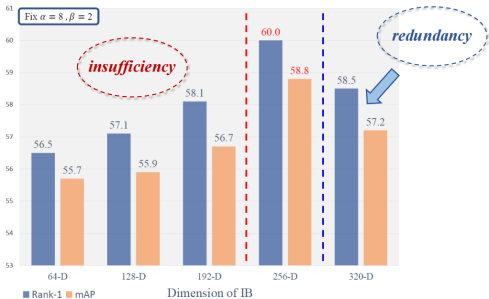 61
Fix α = 8 , β = 2
60
59
58
57
56
55
54
53
insufficiency
redundancy
56.5
55.7
57.1
55.9
58.1
56.7
60.0
58.8
58.5
57.2
64-D
128-D
192-D
256-D
320-D
Rank-1 mAP
Dimension of IB